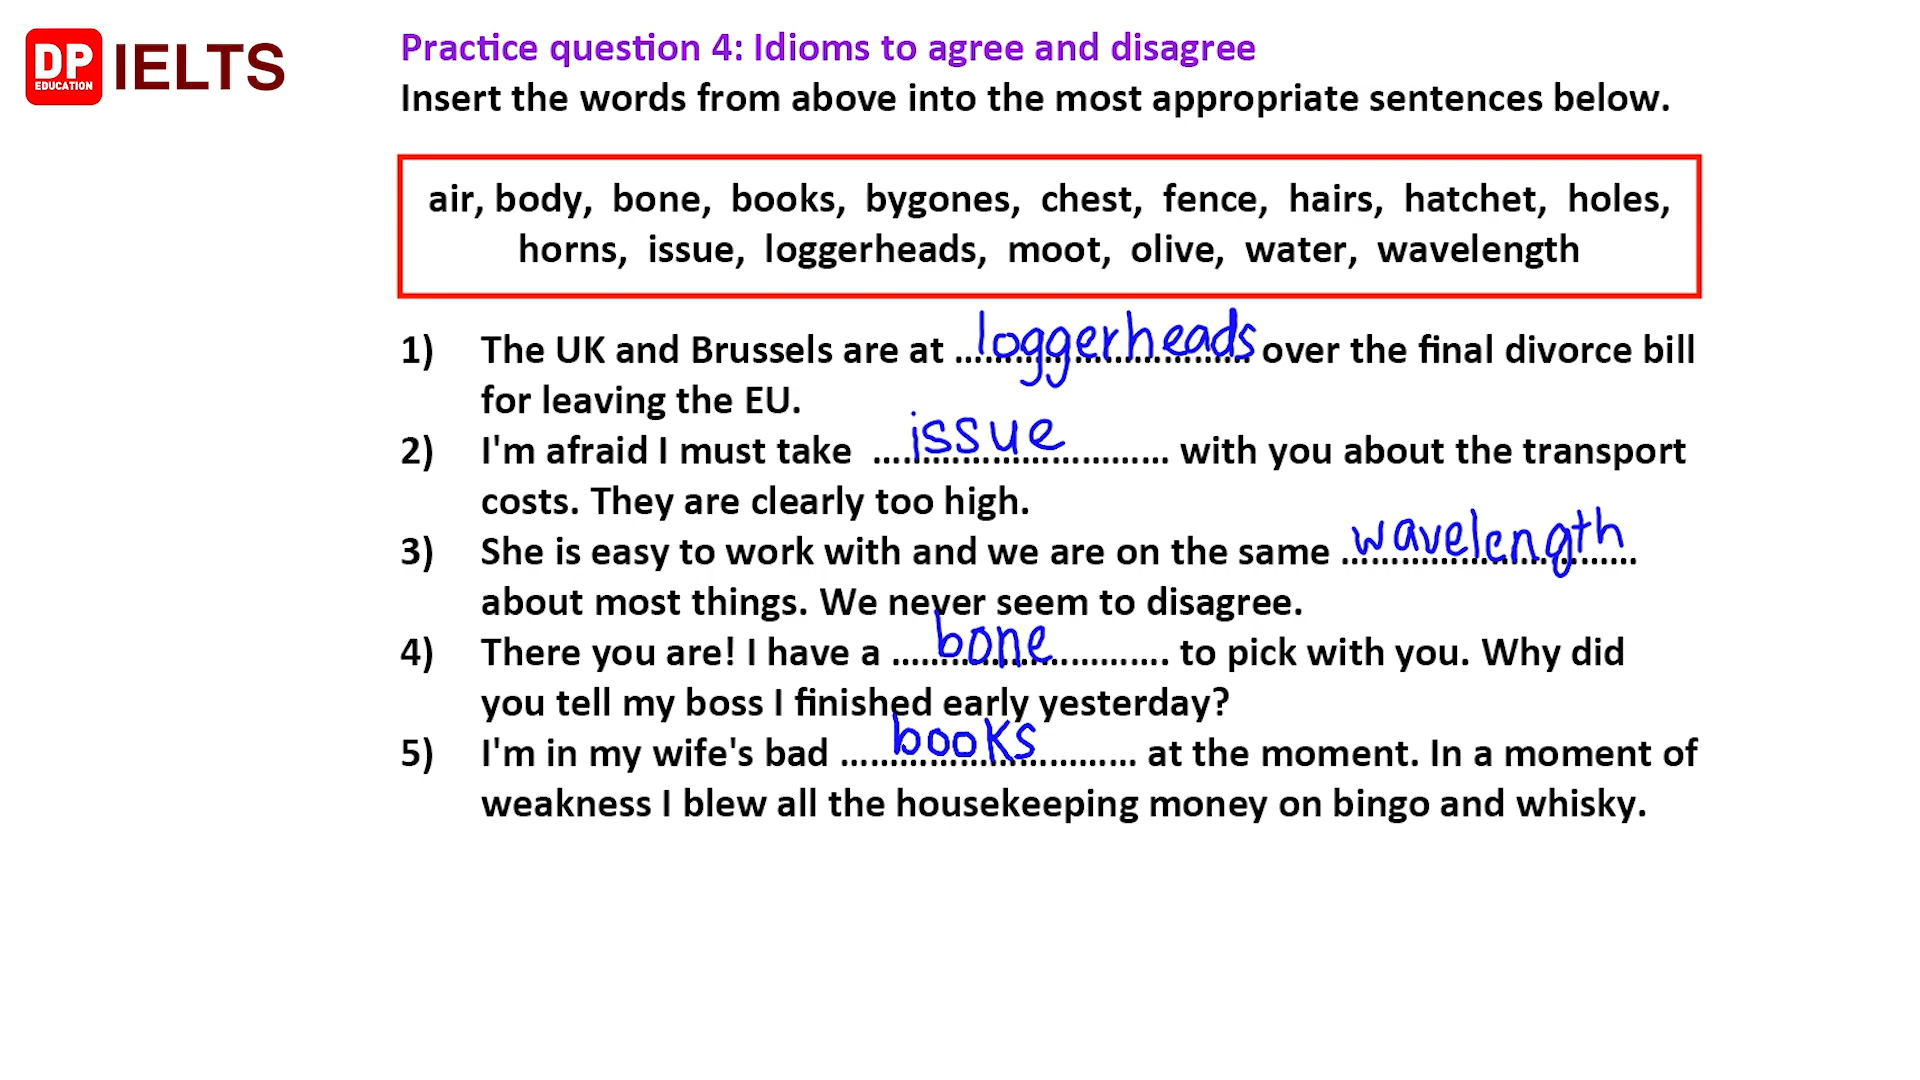 DP
EDUCATION
IELTS
Practice question 4: Idioms to agree and disagree
Insert the words from above into the most appropriate sentences below.
air, body, bone, books, bygones, chest, fence, hairs, hatchet, holes,
horns, issue, loggerheads, moot, olive, water, wavelength
1) The UK and Brussels are at ... loggerheads ... over the final divorce bill
for leaving the EU.
2) I'm afraid I must take ... issue ... with you about the transport
costs. They are clearly too high.
3) She is easy to work with and we are on the same ... wavelength ...
about most things. We never seem to disagree.
4) There you are! I have a ... bone ... to pick with you. Why did
you tell my boss I finished early yesterday?
5) I'm in my wife's bad ... books ... at the moment. In a moment of
weakness I blew all the housekeeping money on bingo and whisky.